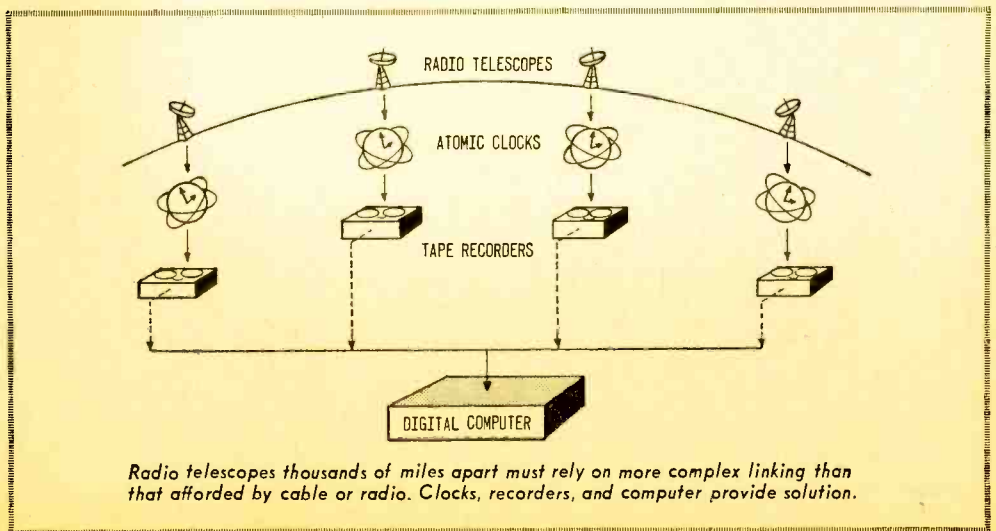 RADIO TELESCOPES
ATOMIC CLOCKS
TAPE RECORDERS
DIGITAL COMPUTER
Radio telescopes thousands of miles apart must rely on more complex linking than
that afforded by cable or radio. Clocks, recorders, and computer provide solution.